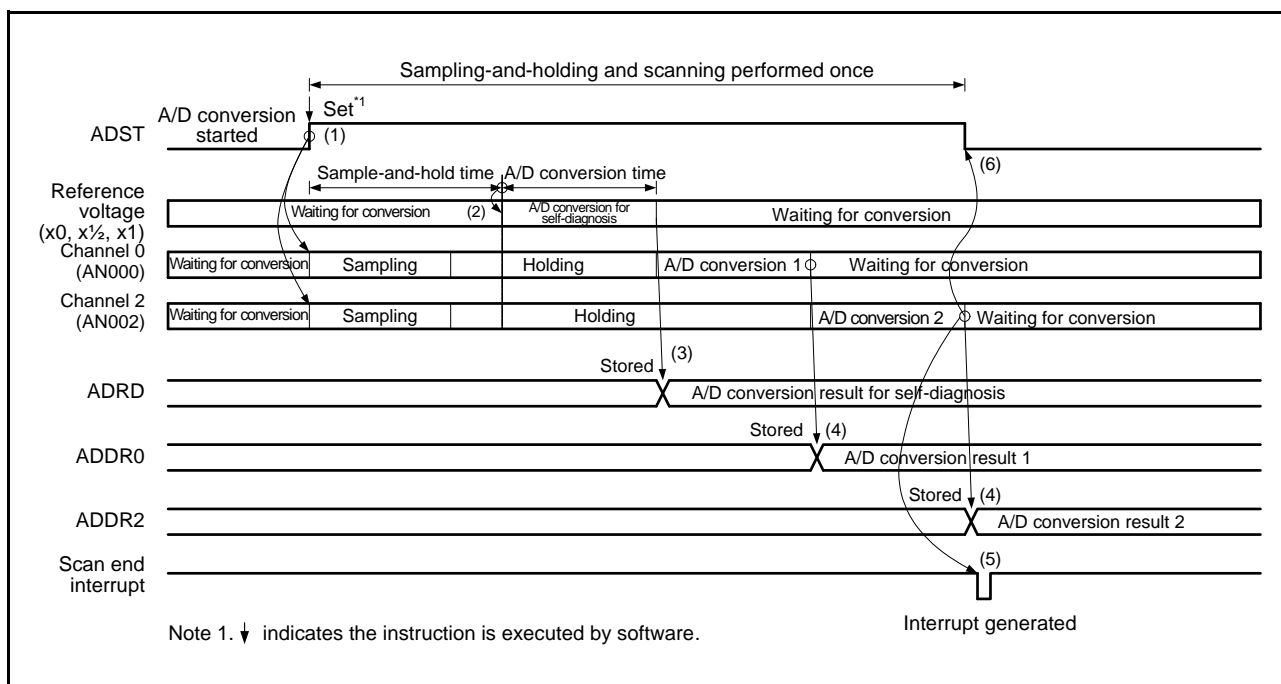 Sampling-and-holding and scanning performed once
A/D conversion
started
Set*1
ADST
(1)
(6)
Sample-and-hold time
A/D conversion time
Reference
voltage
(x0, x½, x1)
Waiting for conversion
(2)
A/D conversion for
self-diagnosis
Waiting for conversion
Channel 0
(AN000)
Waiting for conversion
Sampling
Holding
A/D conversion 1
Waiting for conversion
Channel 2
(AN002)
Waiting for conversion
Sampling
Holding
A/D conversion 2
Waiting for conversion
Stored
(3)
ADRD
A/D conversion result for self-diagnosis
Stored
(4)
ADDR0
A/D conversion result 1
Stored
(4)
ADDR2
A/D conversion result 2
Scan end
interrupt
(5)
Interrupt generated
Note 1. ↓ indicates the instruction is executed by software.